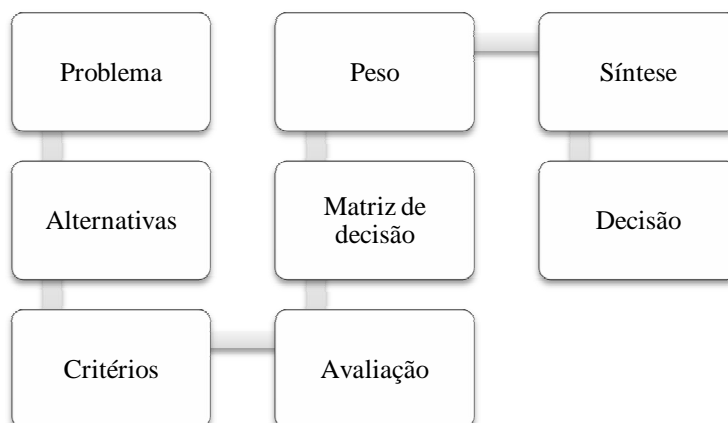 Problema
Peso
Síntese
Alternativas
Matriz de
decisão
Decisão
Critérios
Avaliação